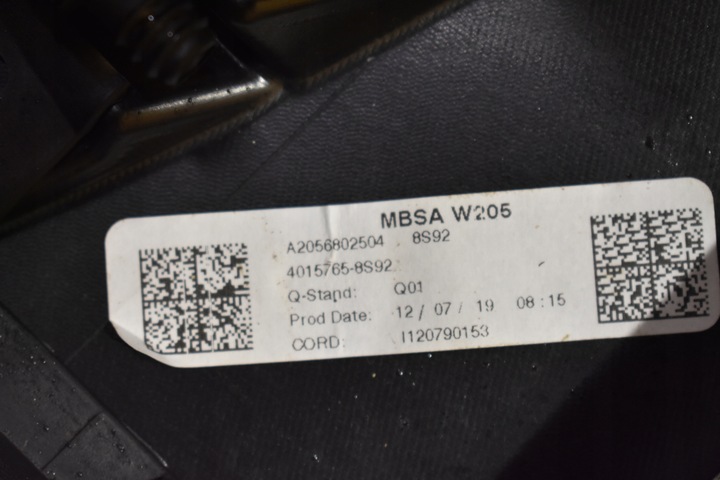 MBSA W205
A2056802504 8S92
4015765-8S92
Q-Stand: Q01
Prod Date: 12 / 07 / 19 08 : 15
CORD: I120790153